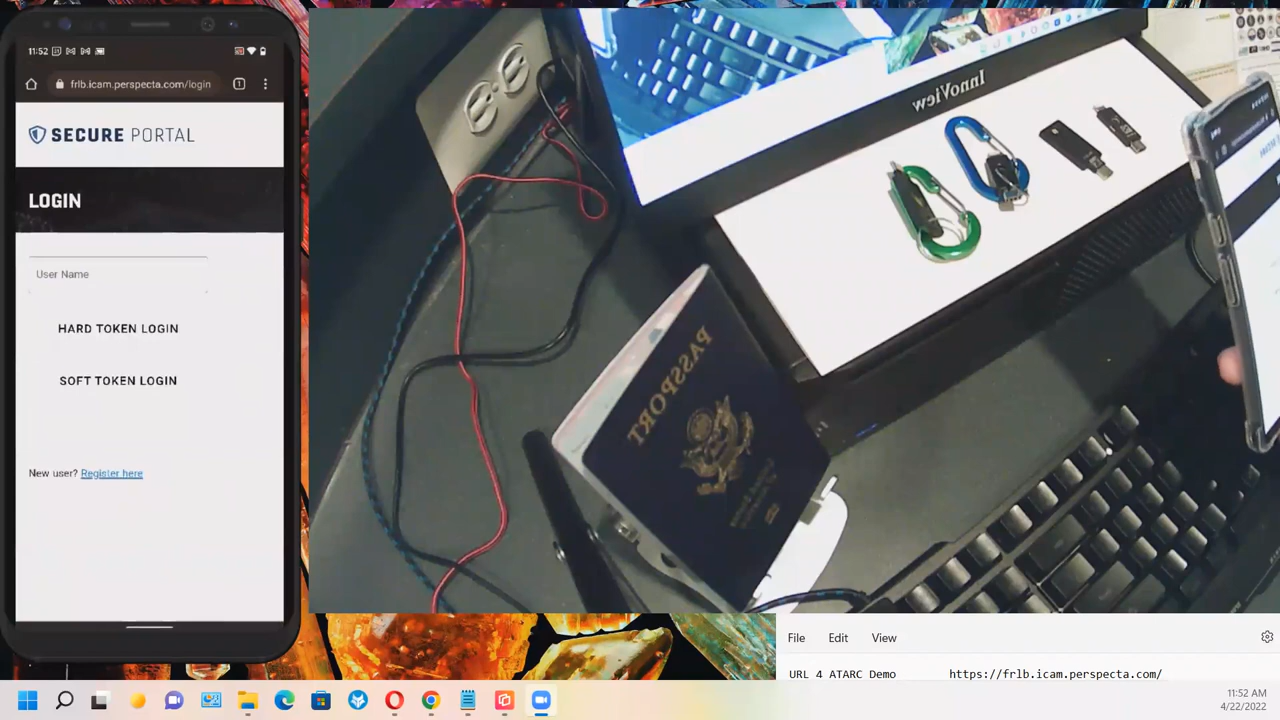 11:52
frlb.icam.perspecta.com/login
1
SECURE PORTAL
LOGIN
User Name
HARD TOKEN LOGIN
SOFT TOKEN LOGIN
New user? Register here
InnoView
PASSPORT
File Edit View
URL 4 ATARC Demo https://frlb.icam.perspecta.com/
11:52 AM
4/22/2022